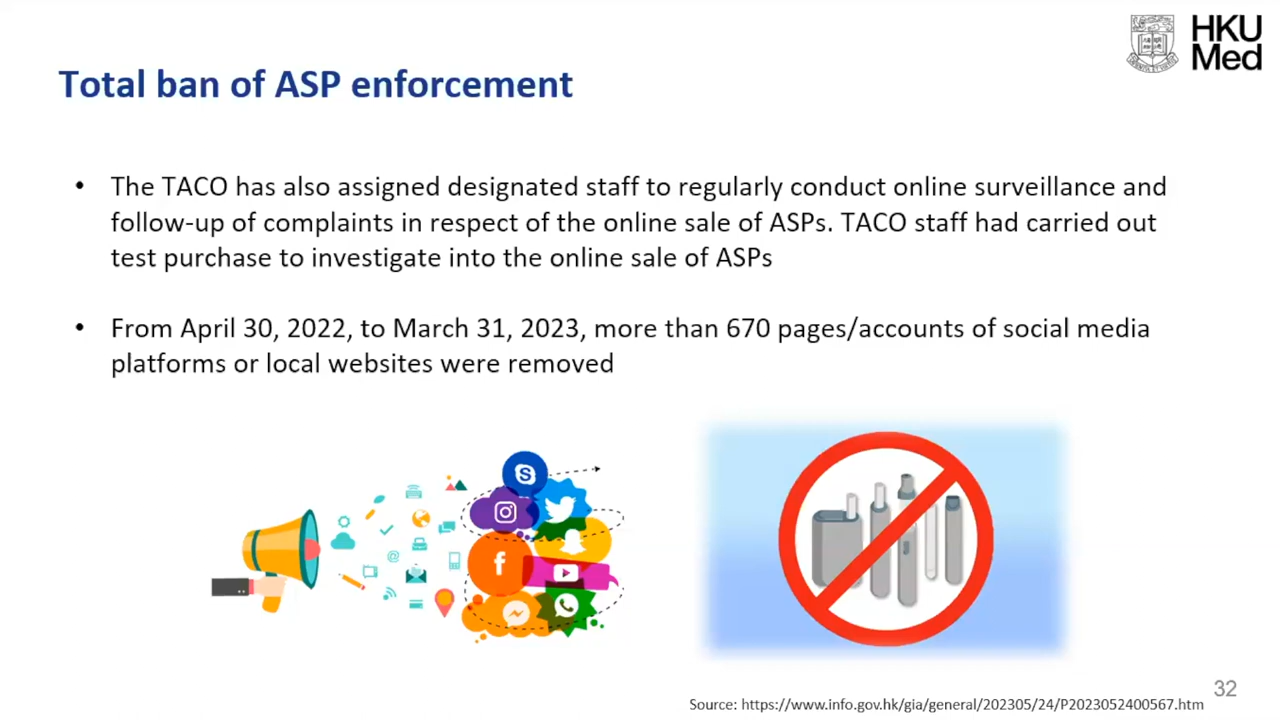 HKU
Med
Total ban of ASP enforcement
• The TACO has also assigned designated staff to regularly conduct online surveillance and
follow-up of complaints in respect of the online sale of ASPs. TACO staff had carried out
test purchase to investigate into the online sale of ASPs
• From April 30, 2022, to March 31, 2023, more than 670 pages/accounts of social media
platforms or local websites were removed
32
Source: https://www.info.gov.hk/gia/general/202305/24/P2023052400567.htm